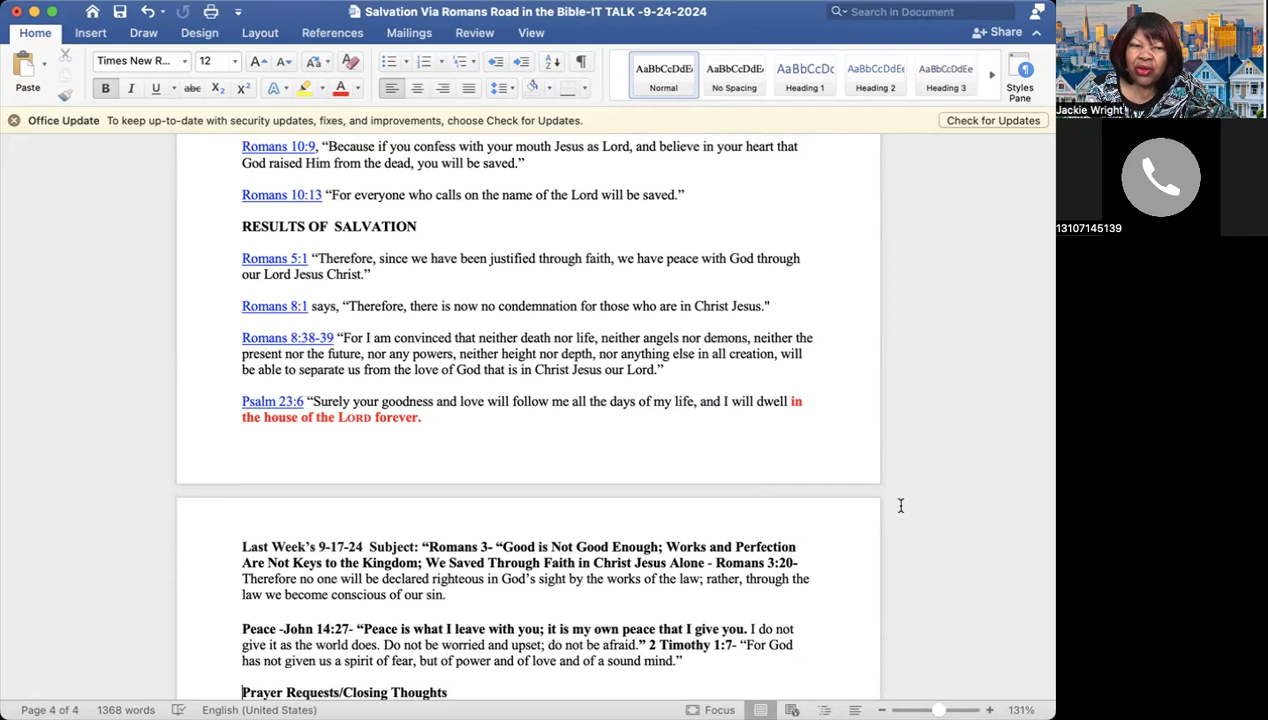 Salvation Via Romans Road in the Bible-IT TALK -9-24-2024
Search in Document
Home Insert Draw Design Layout References Mailings Review View
Share
Paste
Times New R... 12
B I U abc X₂ X²
AaBbCcDdE AaBbCcDdE AaBbCcDc AaBbCcDdE AaBbCcDdE
Normal No Spacing Heading 1 Heading 2 Heading 3
Styles
Pane
Office Update To keep up-to-date with security updates, fixes, and improvements, choose Check for Updates.
Check for Updates
Jackie Wright
13107145139
Romans 10:9, “Because if you confess with your mouth Jesus as Lord, and believe in your heart that
God raised Him from the dead, you will be saved.”
Romans 10:13 “For everyone who calls on the name of the Lord will be saved.”
RESULTS OF SALVATION
Romans 5:1 “Therefore, since we have been justified through faith, we have peace with God through
our Lord Jesus Christ.”
Romans 8:1 says, “Therefore, there is now no condemnation for those who are in Christ Jesus."
Romans 8:38-39 “For I am convinced that neither death nor life, neither angels nor demons, neither the
present nor the future, nor any powers, neither height nor depth, nor anything else in all creation, will
be able to separate us from the love of God that is in Christ Jesus our Lord.”
Psalm 23:6 “Surely your goodness and love will follow me all the days of my life, and I will dwell in
the house of the LORD forever.
Last Week’s 9-17-24 Subject: “Romans 3- “Good is Not Good Enough; Works and Perfection
Are Not Keys to the Kingdom; We Saved Through Faith in Christ Jesus Alone - Romans 3:20-
Therefore no one will be declared righteous in God’s sight by the works of the law; rather, through the
law we become conscious of our sin.
Peace -John 14:27- “Peace is what I leave with you; it is my own peace that I give you. I do not
give it as the world does. Do not be worried and upset; do not be afraid.” 2 Timothy 1:7- “For God
has not given us a spirit of fear, but of power and of love and of a sound mind.”
Prayer Requests/Closing Thoughts
Page 4 of 4 1368 words English (United States) Focus 131%